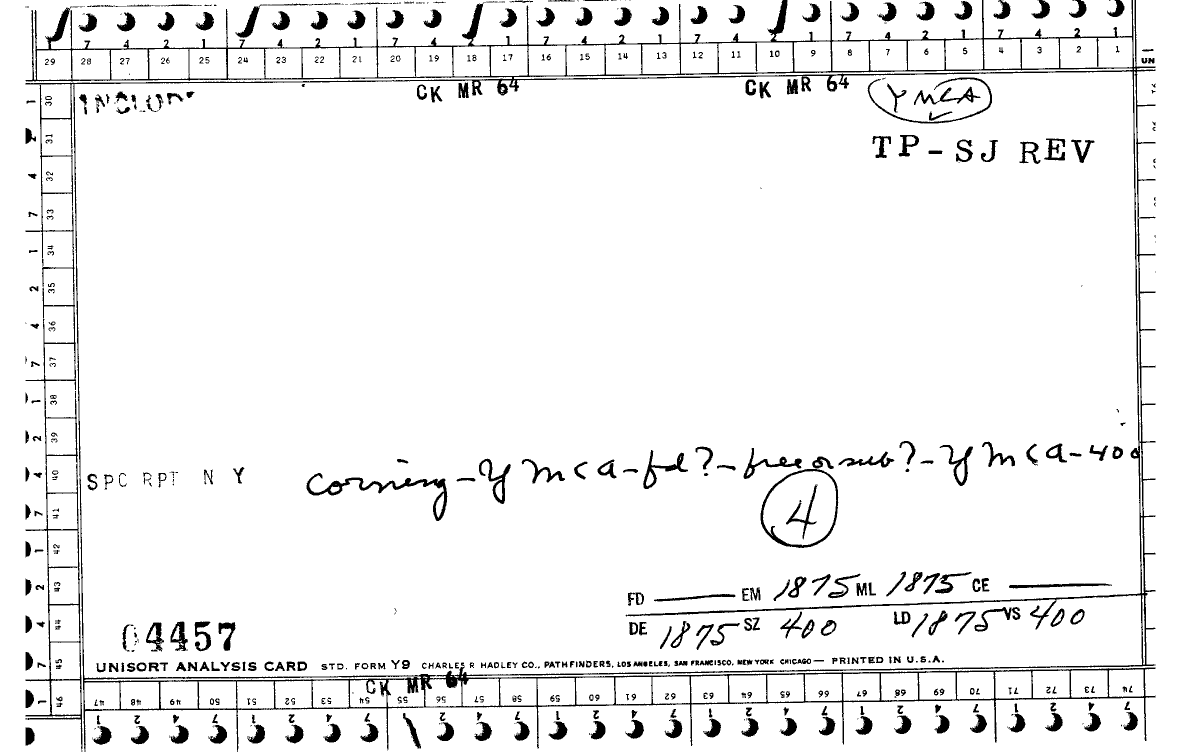 7 4 2 1 7 4 2 1 7 4 2 1 7 4 2 1 7 4 2 1 7 4 2 1
29 28 27 26 25 24 23 22 21 20 19 18 17 16 15 14 13 12 11 10 9 8 7 6 5 4 3 2 1
UN
INCLUDE
CK MR 64
CK MR 64
YMCA
TP-SJ REV
1 30
2 31
4 32
7 33
1 34
2 35
4 36
7 37
1 38
2 39
4 40
7 41
1 42
2 43
4 44
7 45
1 46
SPC RPT N Y
Corning-YMCA-fd?-free or sub?-YMCA-400
4
FD — EM 1875 ML 1875 CE —
DE 1875 SZ 400 LD 1875 VS 400
04457
UNISORT ANALYSIS CARD STD. FORM Y9 CHARLES R HADLEY CO., PATHFINDERS, LOS ANGELES, SAN FRANCISCO, NEW YORK CHICAGO — PRINTED IN U.S.A.
CK MR 64
47 48 49 50 51 52 53 54 55 56 57 58 59 60 61 62 63 64 65 66 67 68 69 70 71 72 73 74
1 2 4 7 1 2 4 7 2 4 7 1 2 4 7 1 2 4 7 1 2 4 7 1 2 4 7